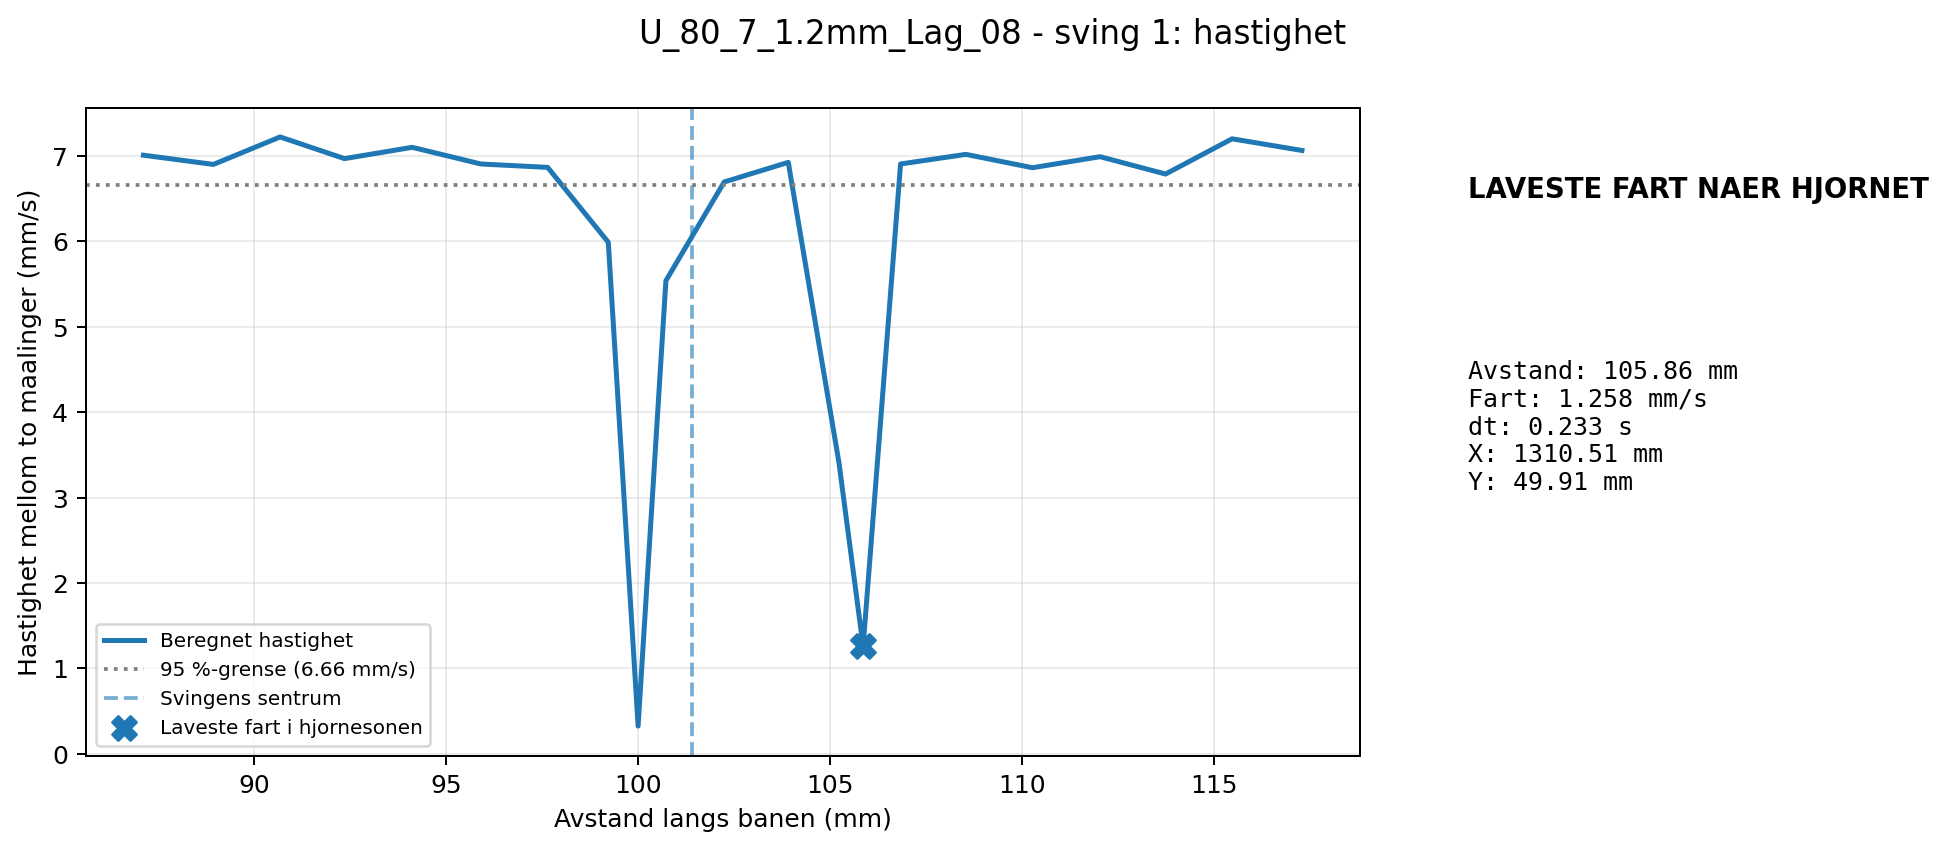 U_80_7_1.2mm_Lag_08 - sving 1: hastighet
Hastighet mellom to maalinger (mm/s)
7
6
5
4
3
2
1
0
Beregnet hastighet
95 %-grense (6.66 mm/s)
Svingens sentrum
Laveste fart i hjornesonen
90
95
100
105
110
115
Avstand langs banen (mm)
LAVESTE FART NAER HJORNET
Avstand: 105.86 mm
Fart: 1.258 mm/s
dt: 0.233 s
X: 1310.51 mm
Y: 49.91 mm